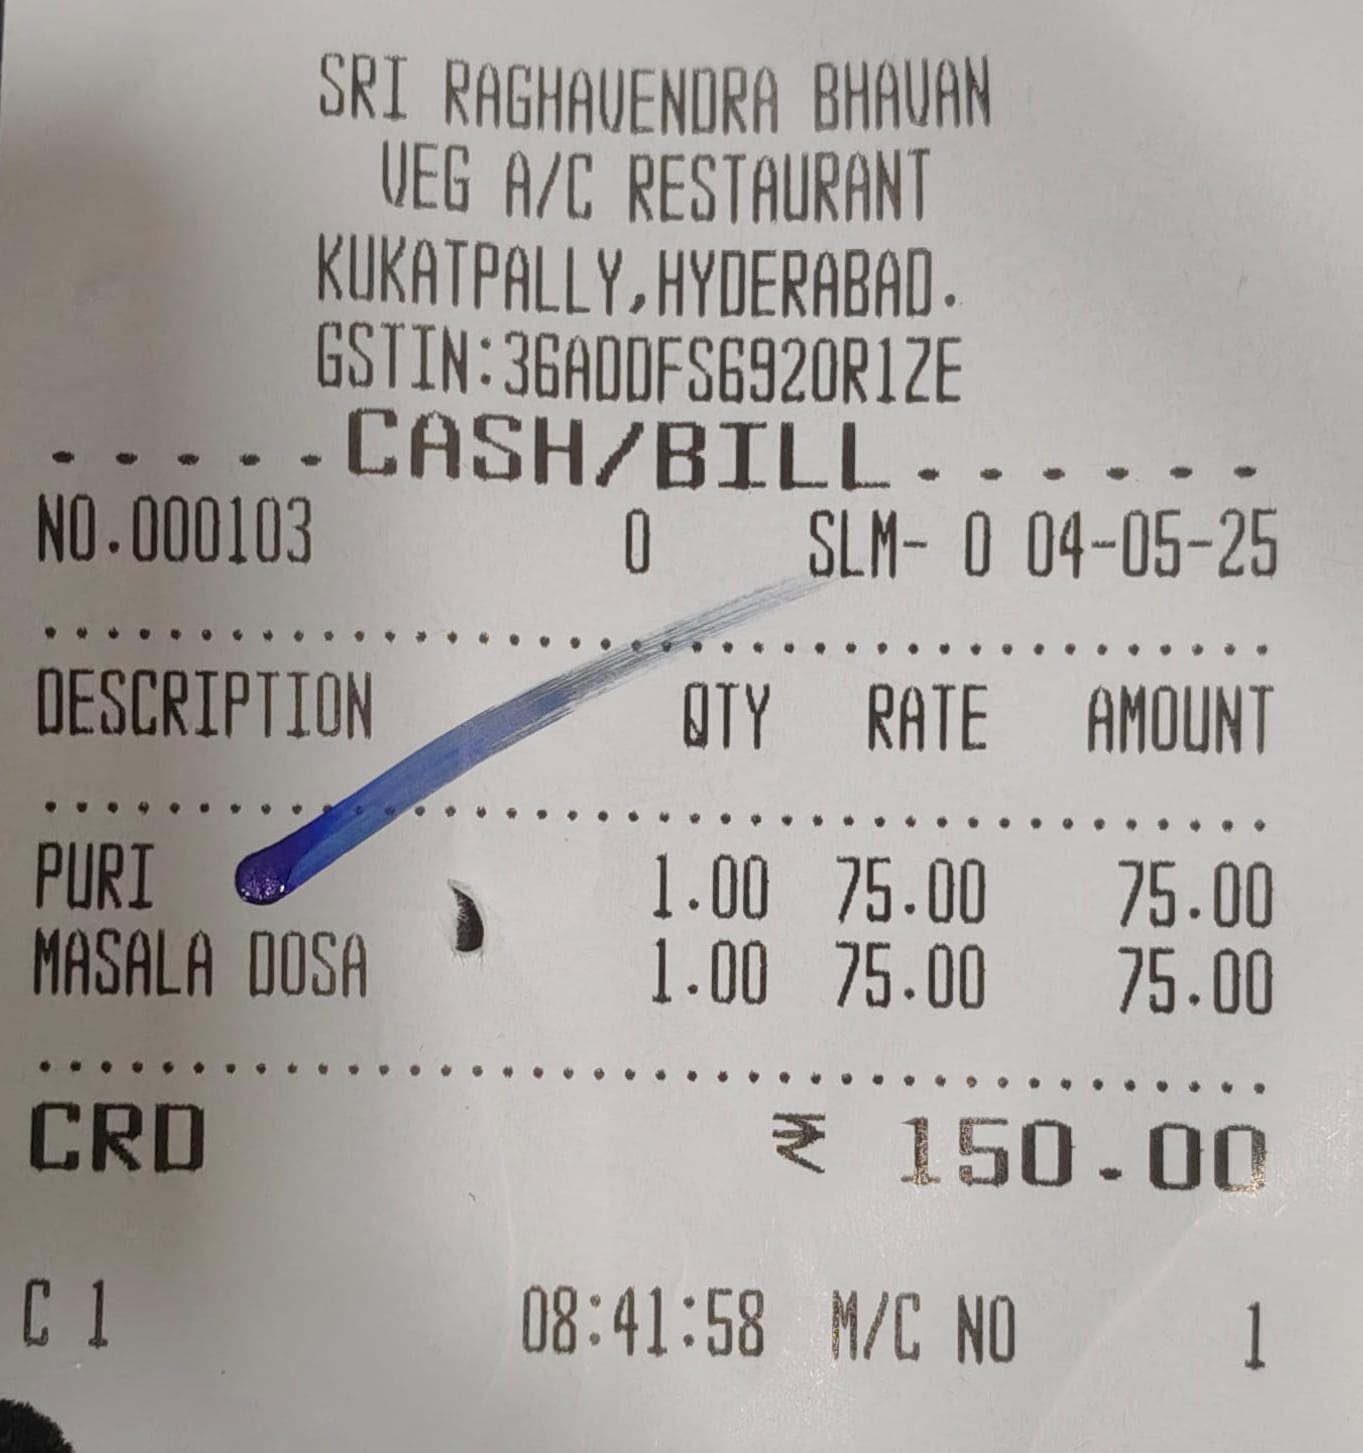 SRI RAGHAVENDRA BHAVAN
VEG A/C RESTAURANT
KUKATPALLY,HYDERABAD.
GSTIN:36ADDFS6920R1ZE
-----CASH/BILL------
NO.000103 0 SLM- 0 04-05-25
DESCRIPTION QTY RATE AMOUNT
PURI 1.00 75.00 75.00
MASALA DOSA 1.00 75.00 75.00
CRD ₹ 150.00
C 1 08:41:58 M/C NO 1